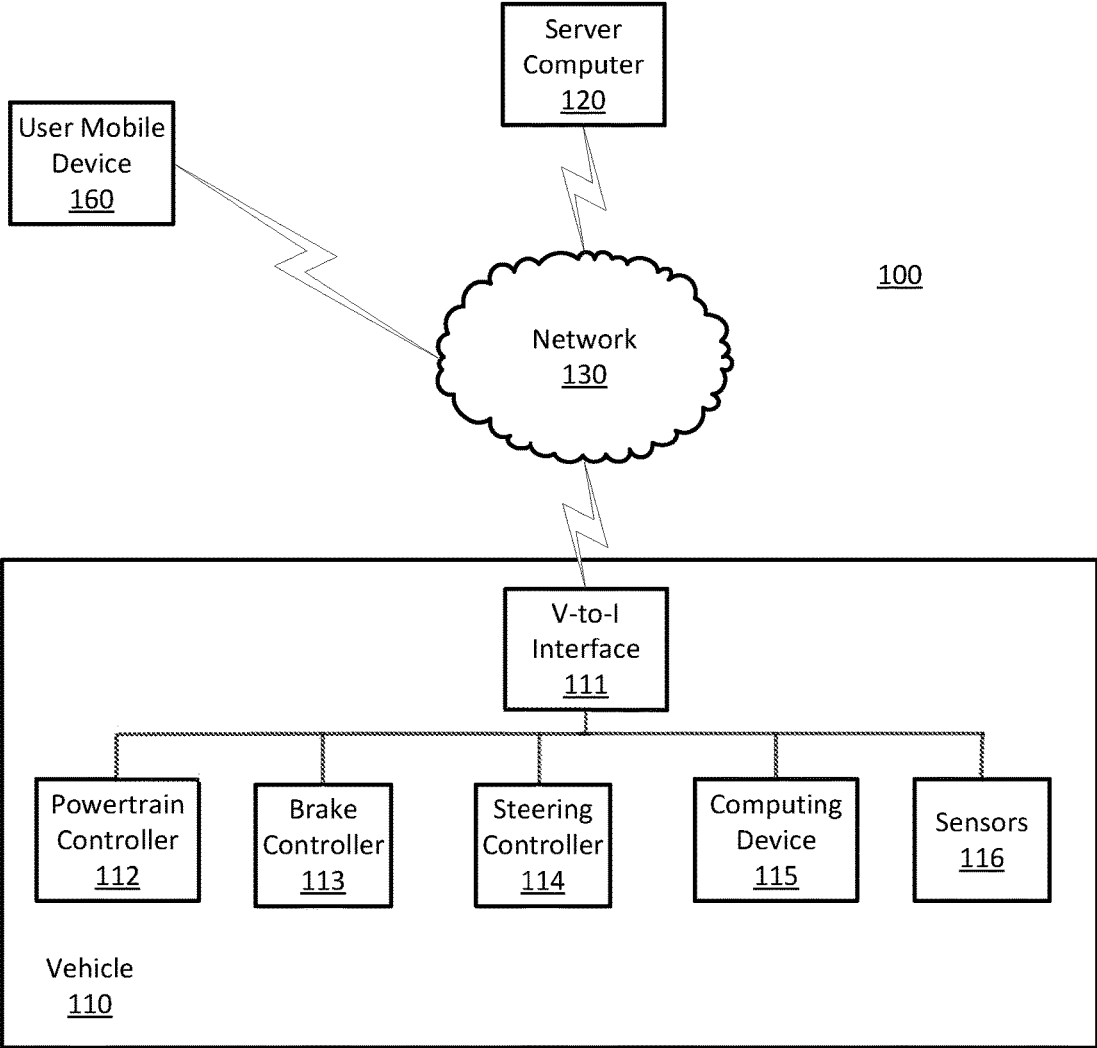 Server
Computer
120
User Mobile
Device
160
100
Network
130
V-to-I
Interface
111
Powertrain
Controller
112
Brake
Controller
113
Steering
Controller
114
Computing
Device
115
Sensors
116
Vehicle
110